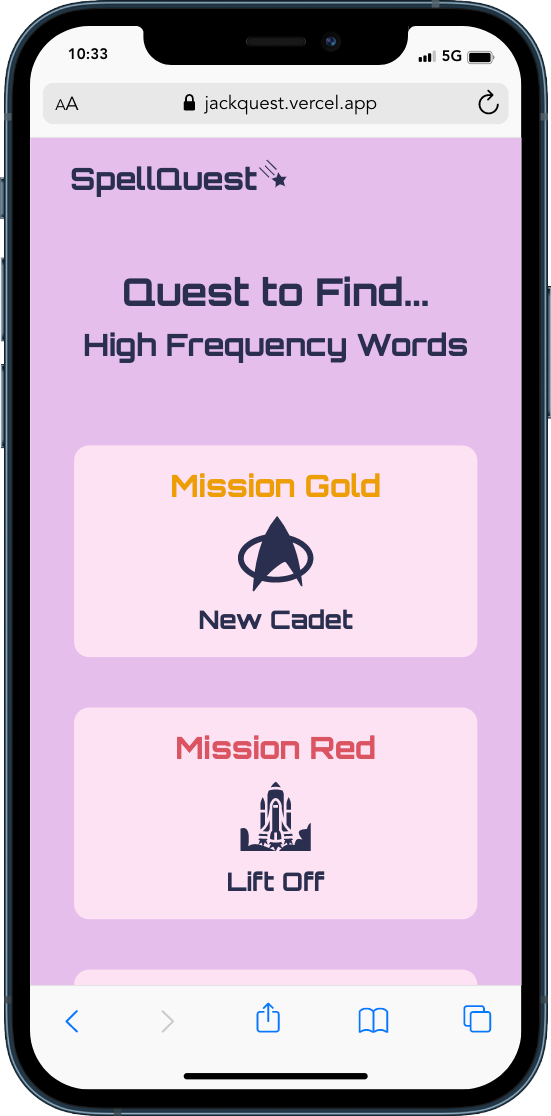 10:33
5G
AA
jackquest.vercel.app
SpellQuest
Quest to Find...
High Frequency Words
Mission Gold
New Cadet
Mission Red
Lift Off